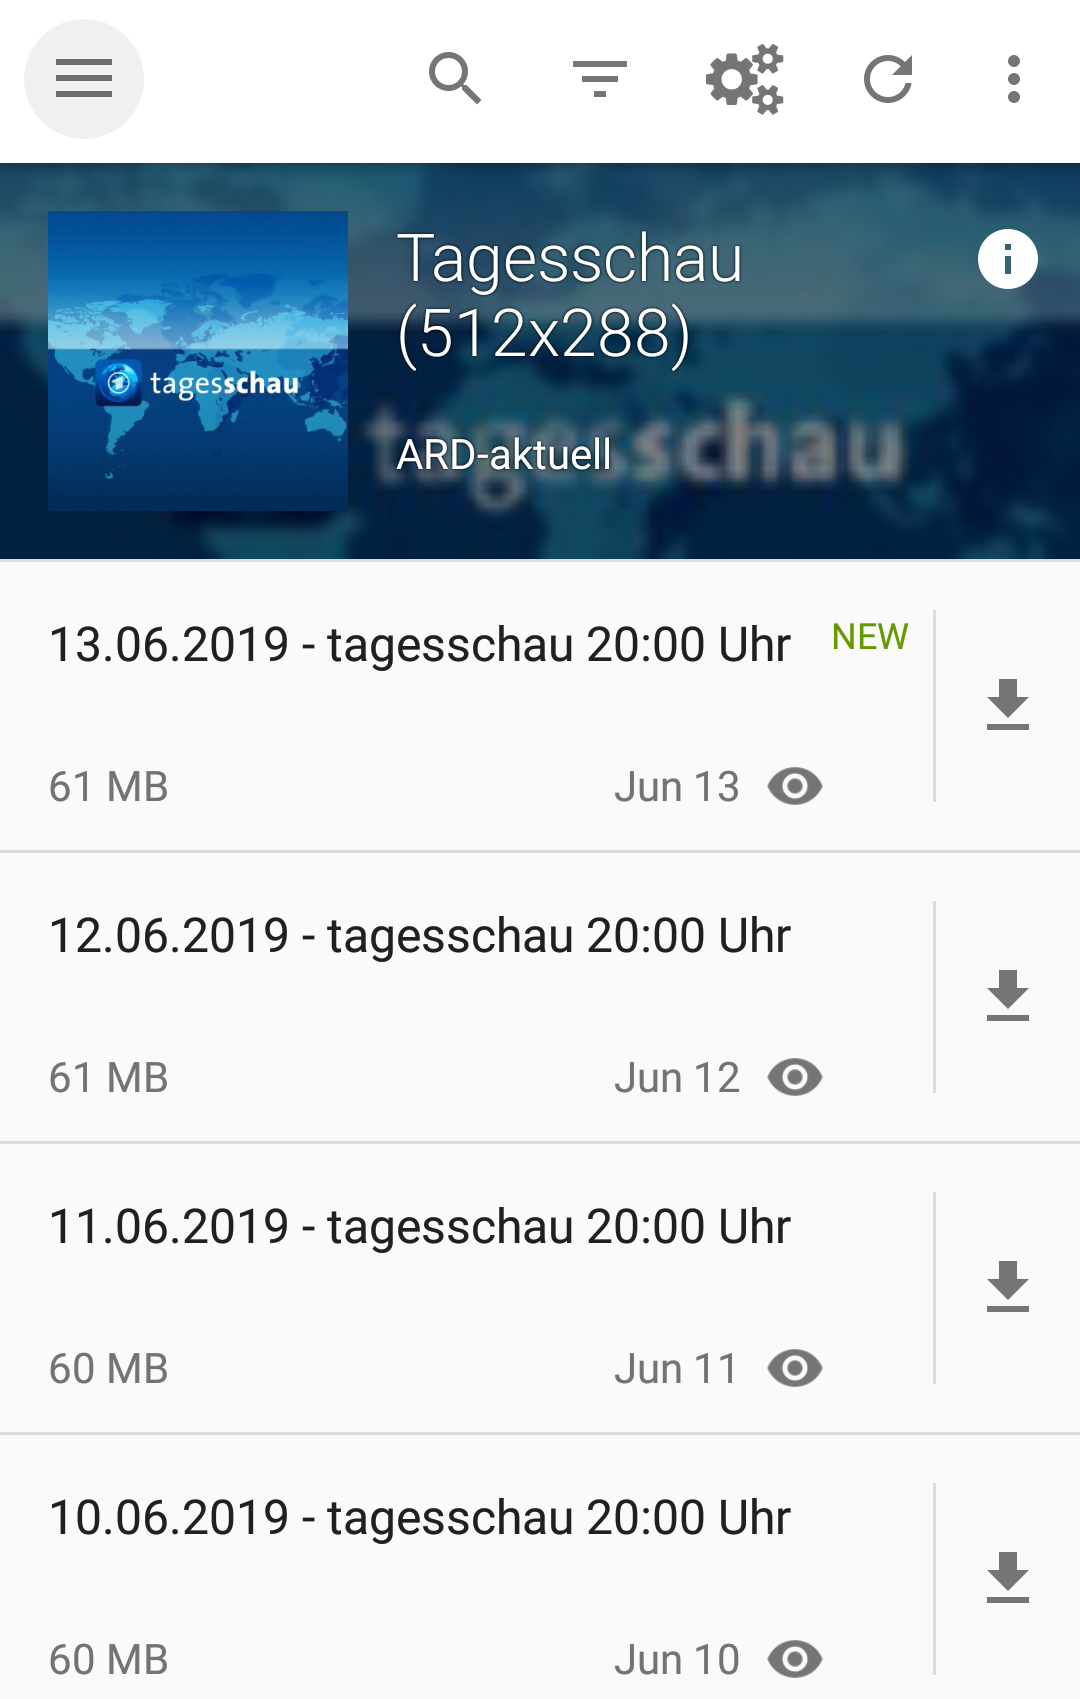 Tagesschau
(512x288)
tagesschau
ARD-aktuell
tagesschau
13.06.2019 - tagesschau 20:00 Uhr
NEW
61 MB
Jun 13
12.06.2019 - tagesschau 20:00 Uhr
61 MB
Jun 12
11.06.2019 - tagesschau 20:00 Uhr
60 MB
Jun 11
10.06.2019 - tagesschau 20:00 Uhr
60 MB
Jun 10